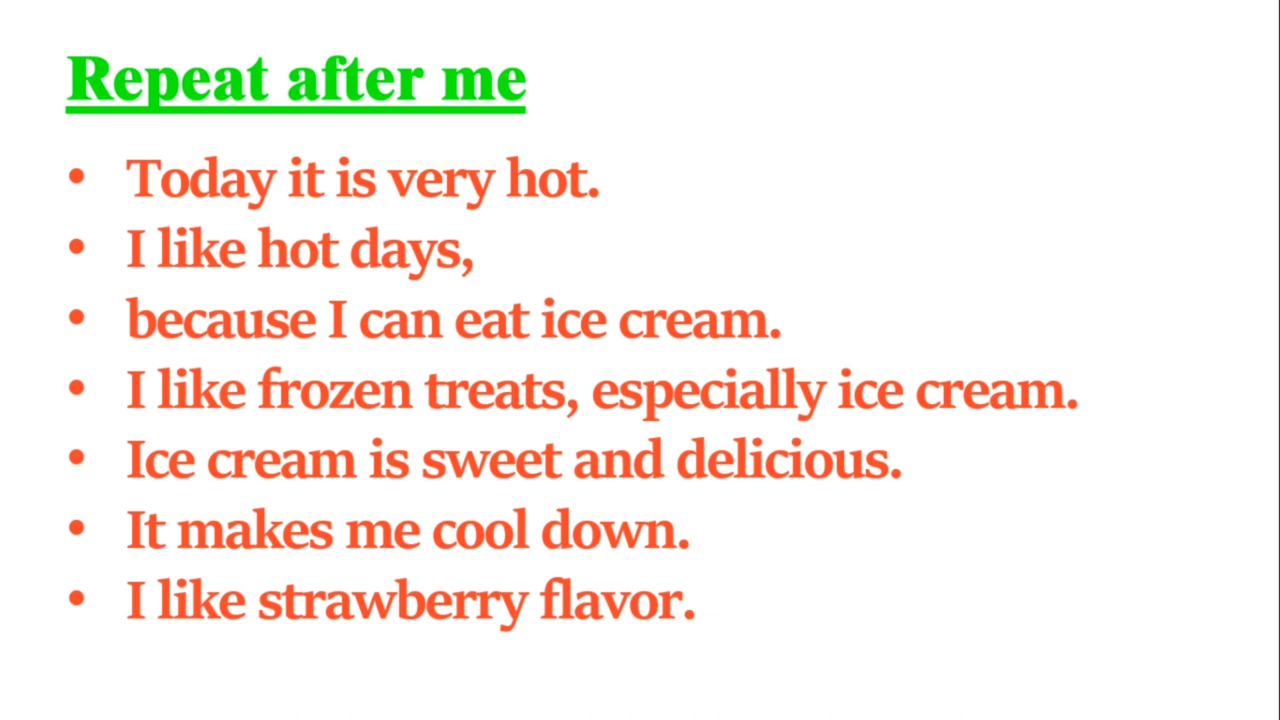 Repeat after me
• Today it is very hot.
• I like hot days,
• because I can eat ice cream.
• I like frozen treats, especially ice cream.
• Ice cream is sweet and delicious.
• It makes me cool down.
• I like strawberry flavor.